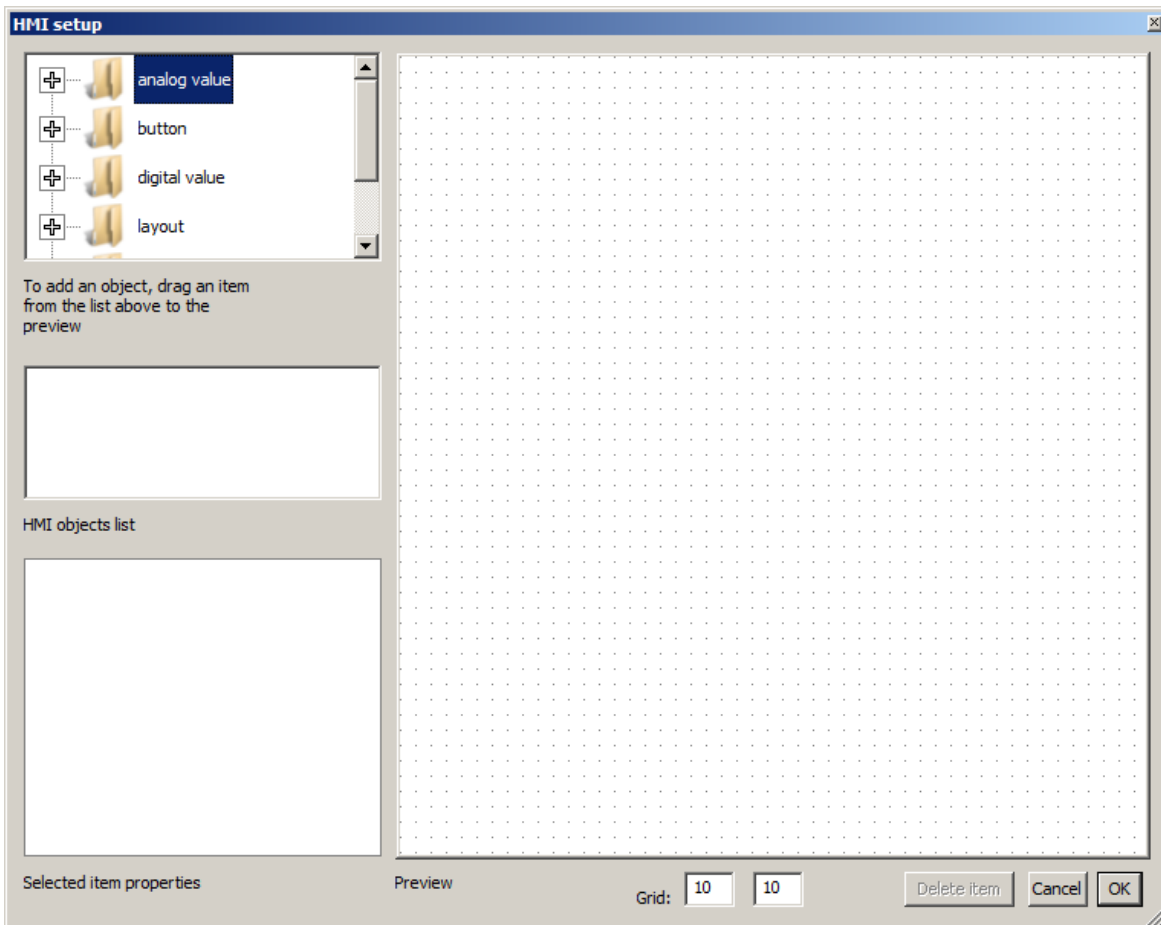 HMI setup
analog value
button
digital value
layout
To add an object, drag an item
from the list above to the
preview
HMI objects list
Selected item properties
Preview
Grid: 10 10
Delete item
Cancel
OK